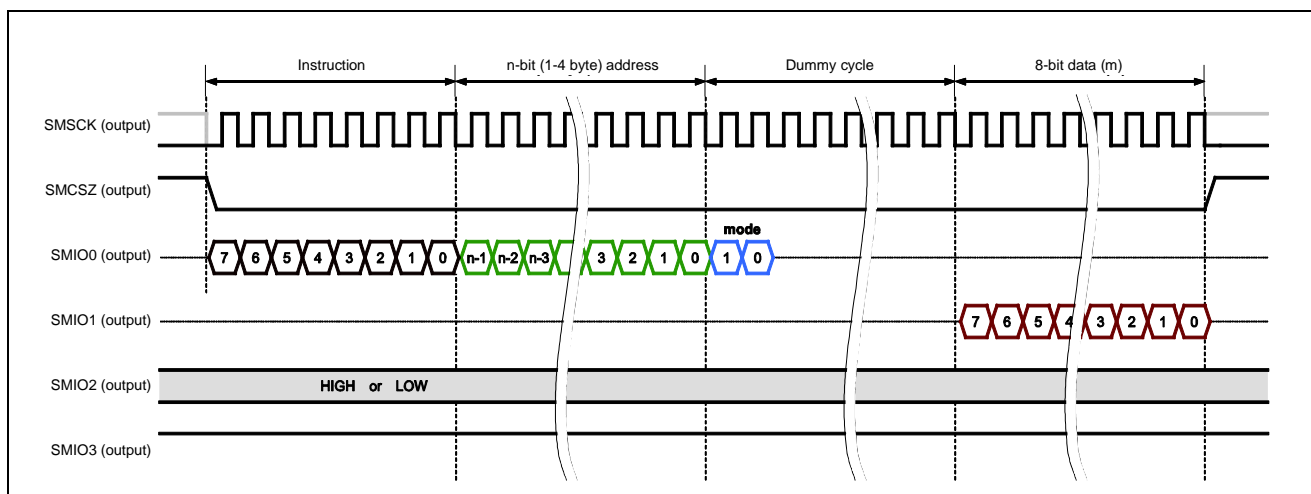 Instruction n-bit (1-4 byte) address Dummy cycle 8-bit data (m)
SMSCK (output)
SMCSZ (output)
mode
SMIO0 (output) 7 6 5 4 3 2 1 0 n-1 n-2 n-3 3 2 1 0 1 0
SMIO1 (output) 7 6 5 4 3 2 1 0
SMIO2 (output) HIGH or LOW
SMIO3 (output)